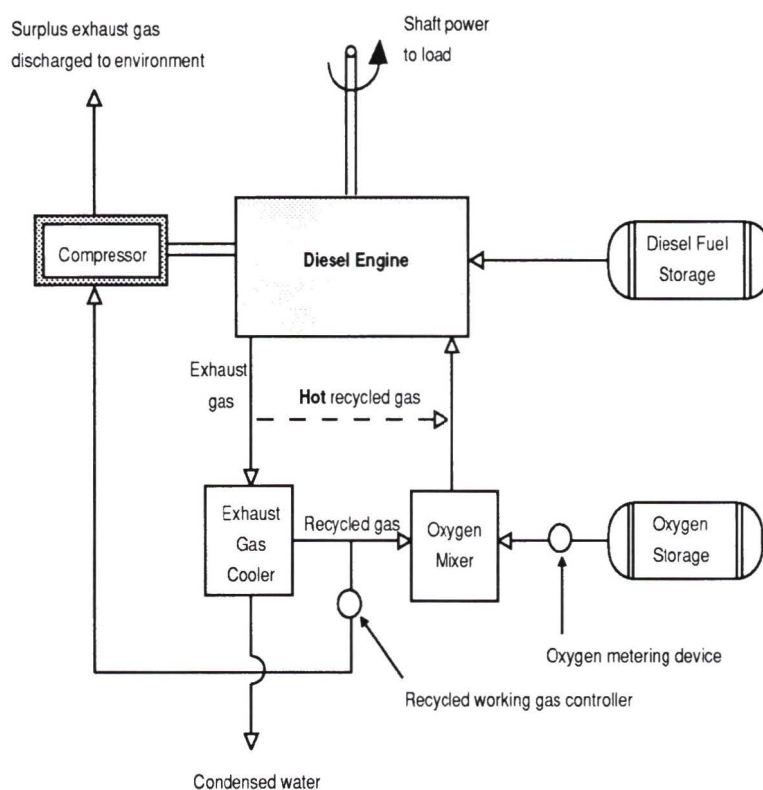 Surplus exhaust gas
discharged to environment
Shaft power
to load
Compressor
Diesel Engine
Diesel Fuel
Storage
Exhaust
gas
Hot recycled gas
Exhaust
Gas
Cooler
Recycled gas
Oxygen
Mixer
Oxygen
Storage
Oxygen metering device
Recycled working gas controller
Condensed water